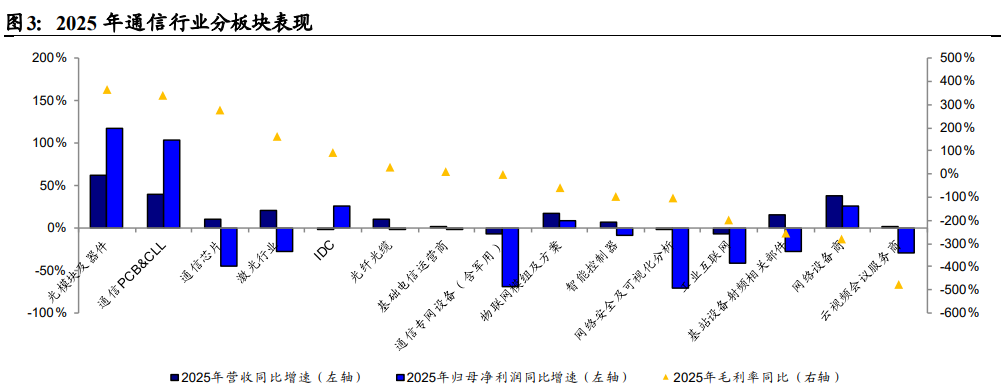 图3: 2025 年通信行业分板块表现
200%
150%
100%
50%
0%
-50%
-100%
500%
400%
300%
200%
100%
0%
-100%
-200%
-300%
-400%
-500%
-600%
光模块及器件
通信PCB&CLL
通信芯片
激光行业
IDC
光纤光缆
基础电信运营商
通信专网设备（含军用）
物联网模组及方案
智能控制器
网络安全及可视化分析
工业互联网
基站设备射频相关部件
网络设备商
云视频会议服务商
2025年营收同比增速（左轴）
2025年归母净利润同比增速（左轴）
2025年毛利率同比（右轴）